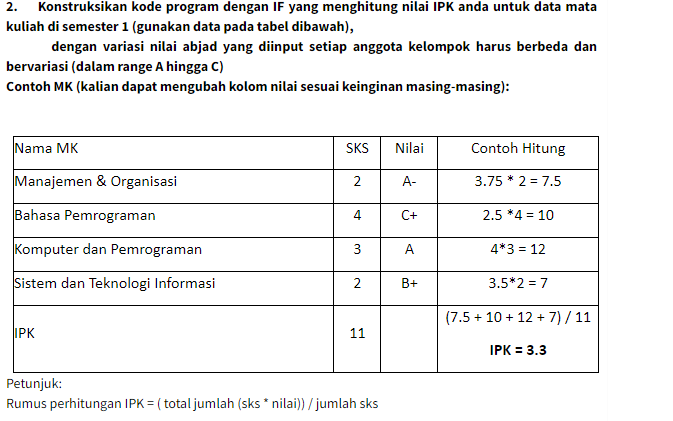 2. Konstruksikan kode program dengan IF yang menghitung nilai IPK anda untuk data mata
kuliah di semester 1 (gunakan data pada tabel dibawah),
dengan variasi nilai abjad yang diinput setiap anggota kelompok harus berbeda dan
bervariasi (dalam range A hingga C)
Contoh MK (kalian dapat mengubah kolom nilai sesuai keinginan masing-masing):
Nama MK SKS Nilai Contoh Hitung
Manajemen & Organisasi 2 A- 3.75 * 2 = 7.5
Bahasa Pemrograman 4 C+ 2.5 *4 = 10
Komputer dan Pemrograman 3 A 4*3 = 12
Sistem dan Teknologi Informasi 2 B+ 3.5*2 = 7
IPK 11 (7.5 + 10 + 12 + 7) / 11
IPK = 3.3
Petunjuk:
Rumus perhitungan IPK = ( total jumlah (sks * nilai)) / jumlah sks